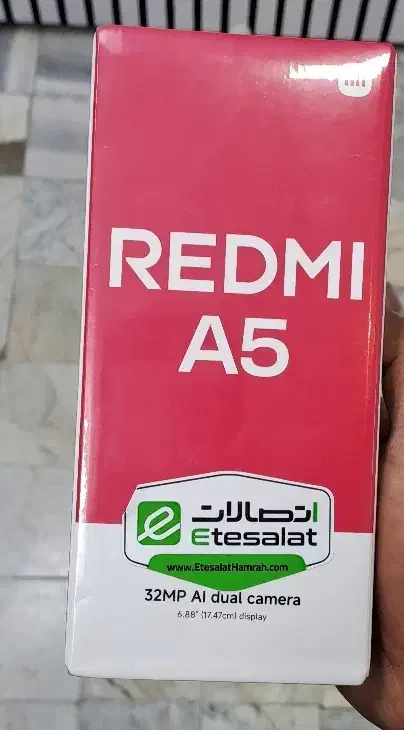 REDMI
A5
اتصالات
Etesalat
www.EtesalatHamrah.com
32MP AI dual camera
6.88" (17.47cm) display